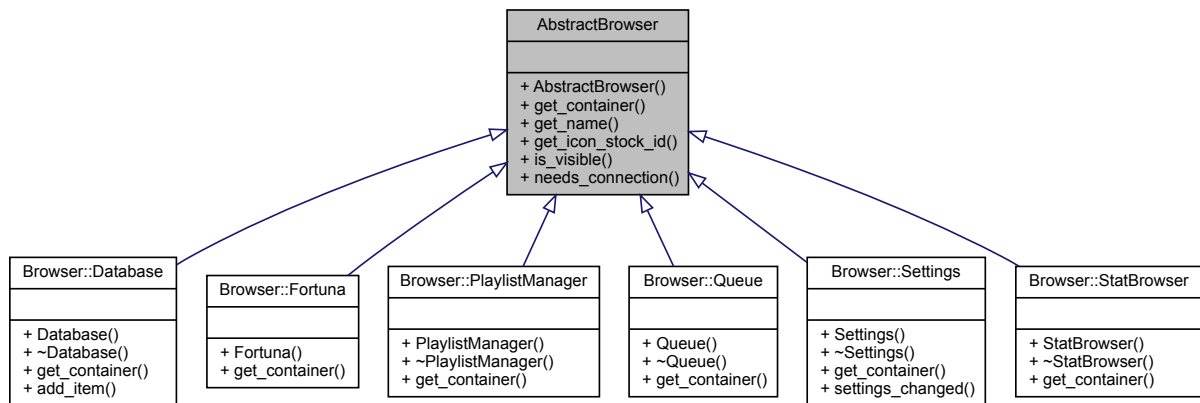 AbstractBrowser
+ AbstractBrowser()
+ get_container()
+ get_name()
+ get_icon_stock_id()
+ is_visible()
+ needs_connection()
Browser::Database
+ Database()
+ ~Database()
+ get_container()
+ add_item()
Browser::Fortuna
+ Fortuna()
+ get_container()
Browser::PlaylistManager
+ PlaylistManager()
+ ~PlaylistManager()
+ get_container()
Browser::Queue
+ Queue()
+ ~Queue()
+ get_container()
Browser::Settings
+ Settings()
+ ~Settings()
+ get_container()
+ settings_changed()
Browser::StatBrowser
+ StatBrowser()
+ ~StatBrowser()
+ get_container()